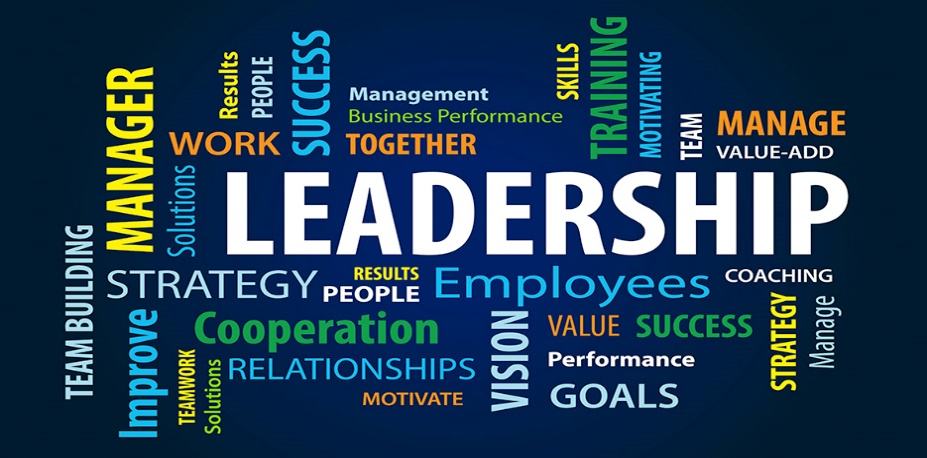 MANAGER
Results
PEOPLE
SUCCESS
Management
Business Performance
WORK
TOGETHER
SKILLS
TRAINING
MOTIVATING
TEAM
MANAGE
VALUE-ADD
Solutions
LEADERSHIP
TEAM BUILDING
STRATEGY
RESULTS
PEOPLE
Employees
COACHING
Improve
Cooperation
VISION
VALUE
SUCCESS
STRATEGY
Manage
TEAMWORK
Solutions
RELATIONSHIPS
Performance
MOTIVATE
GOALS